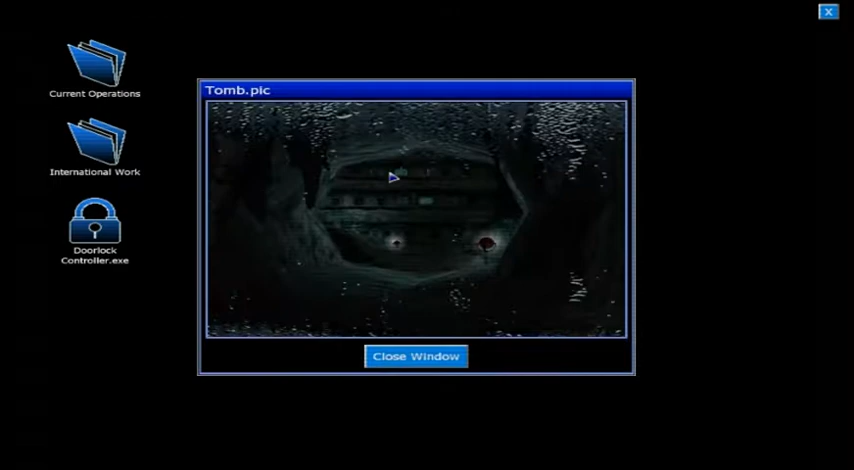 X
Current Operations
International Work
Doorlock
Controller.exe
Tomb.pic
Close Window